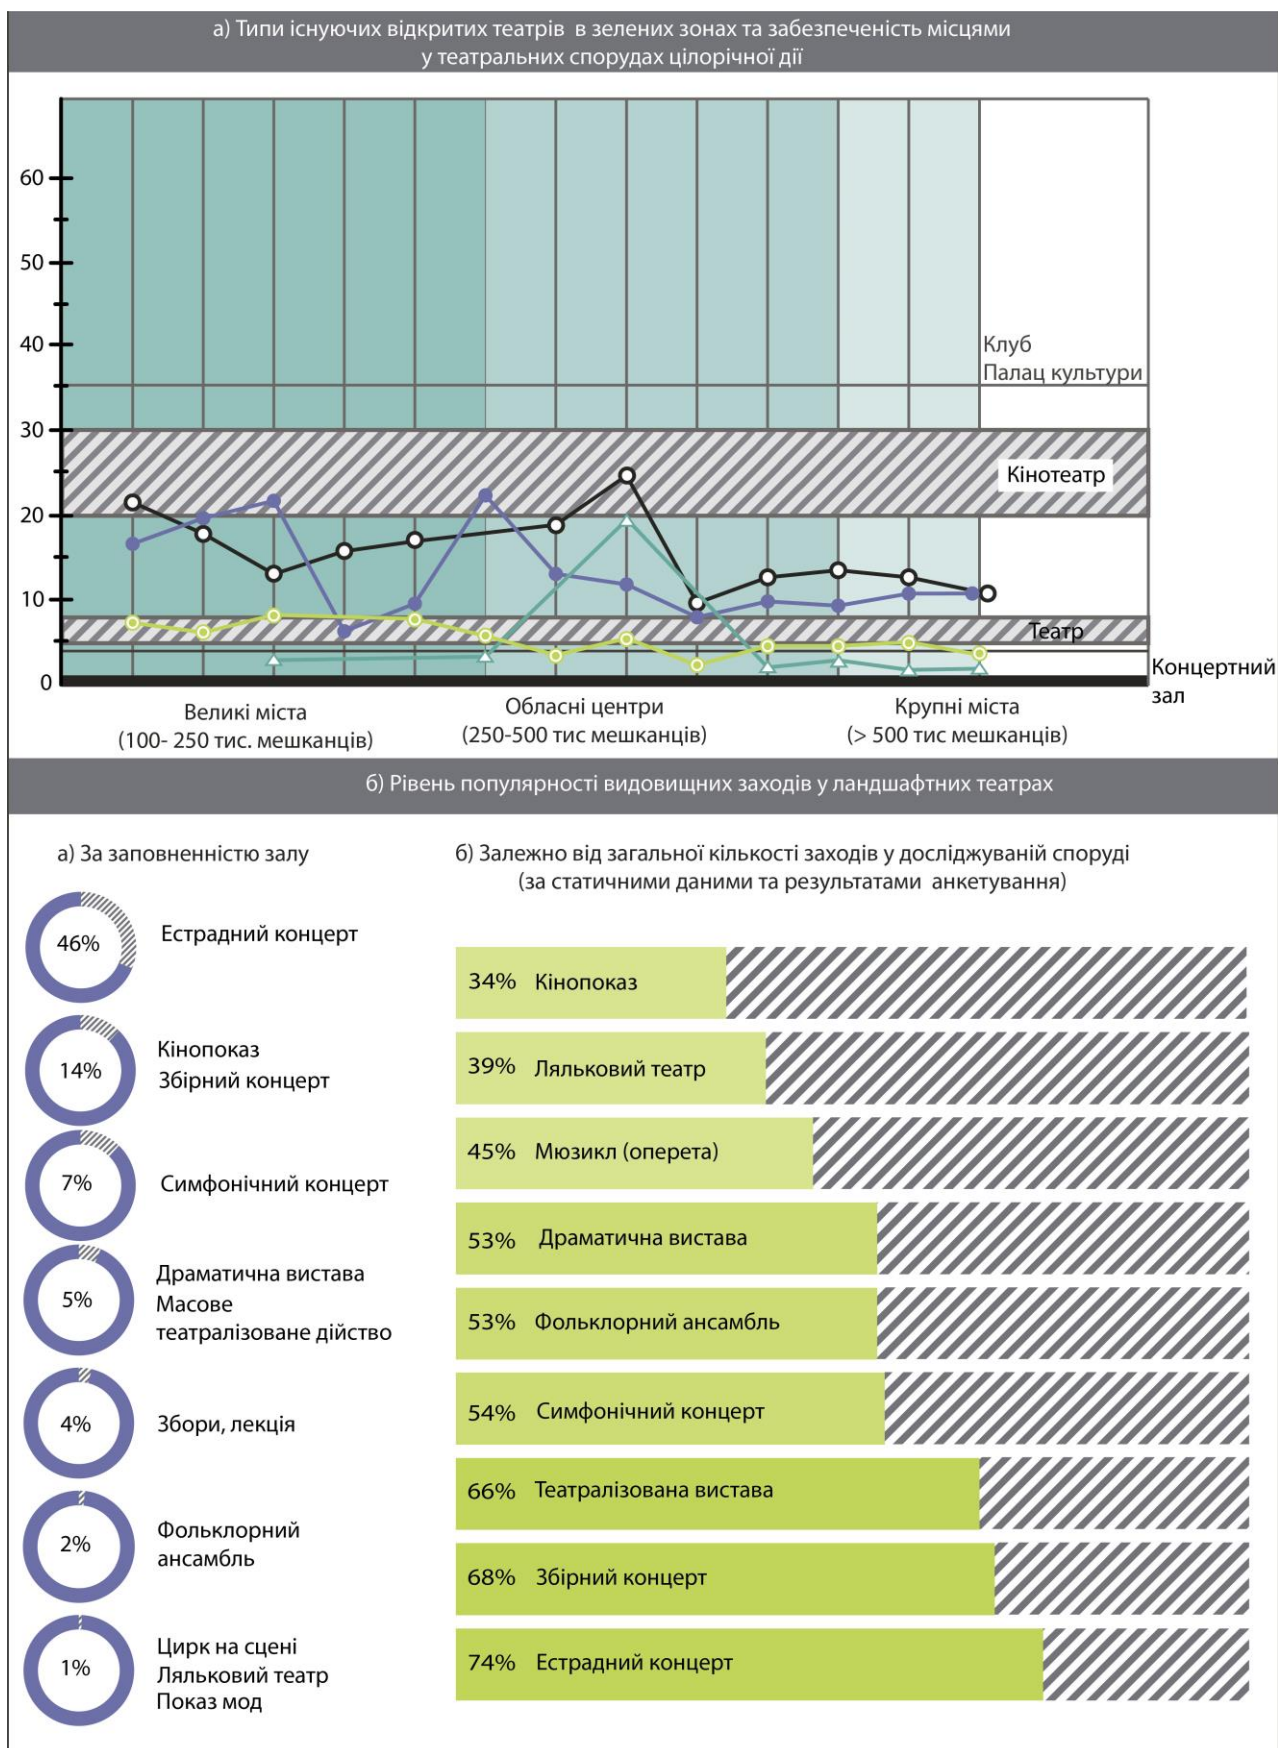 а) Типи існуючих відкритих театрів в зелених зонах та забезпеченість місцями
у театральних спорудах цілорічної дії
60
50
40
30
20
10
0
Клуб
Палац культури
Кінотеатр
Театр
Концертний
зал
Великі міста
(100- 250 тис. мешканців)
Обласні центри
(250-500 тис мешканців)
Крупні міста
(> 500 тис мешканців)
б) Рівень популярності видовищних заходів у ландшафтних театрах
а) За заповненністю залу
46%
Естрадний концерт
14%
Кінопоказ
Збірний концерт
7%
Симфонічний концерт
5%
Драматична вистава
Масове
театралізоване дійство
4%
Збори, лекція
2%
Фольклорний
ансамбль
1%
Цирк на сцені
Ляльковий театр
Показ мод
б) Залежно від загальної кількості заходів у досліджуваній споруді
(за статичними даними та результатами анкетування)
34% Кінопоказ
39% Ляльковий театр
45% Мюзикл (оперета)
53% Драматична вистава
53% Фольклорний ансамбль
54% Симфонічний концерт
66% Театралізована вистава
68% Збірний концерт
74% Естрадний концерт